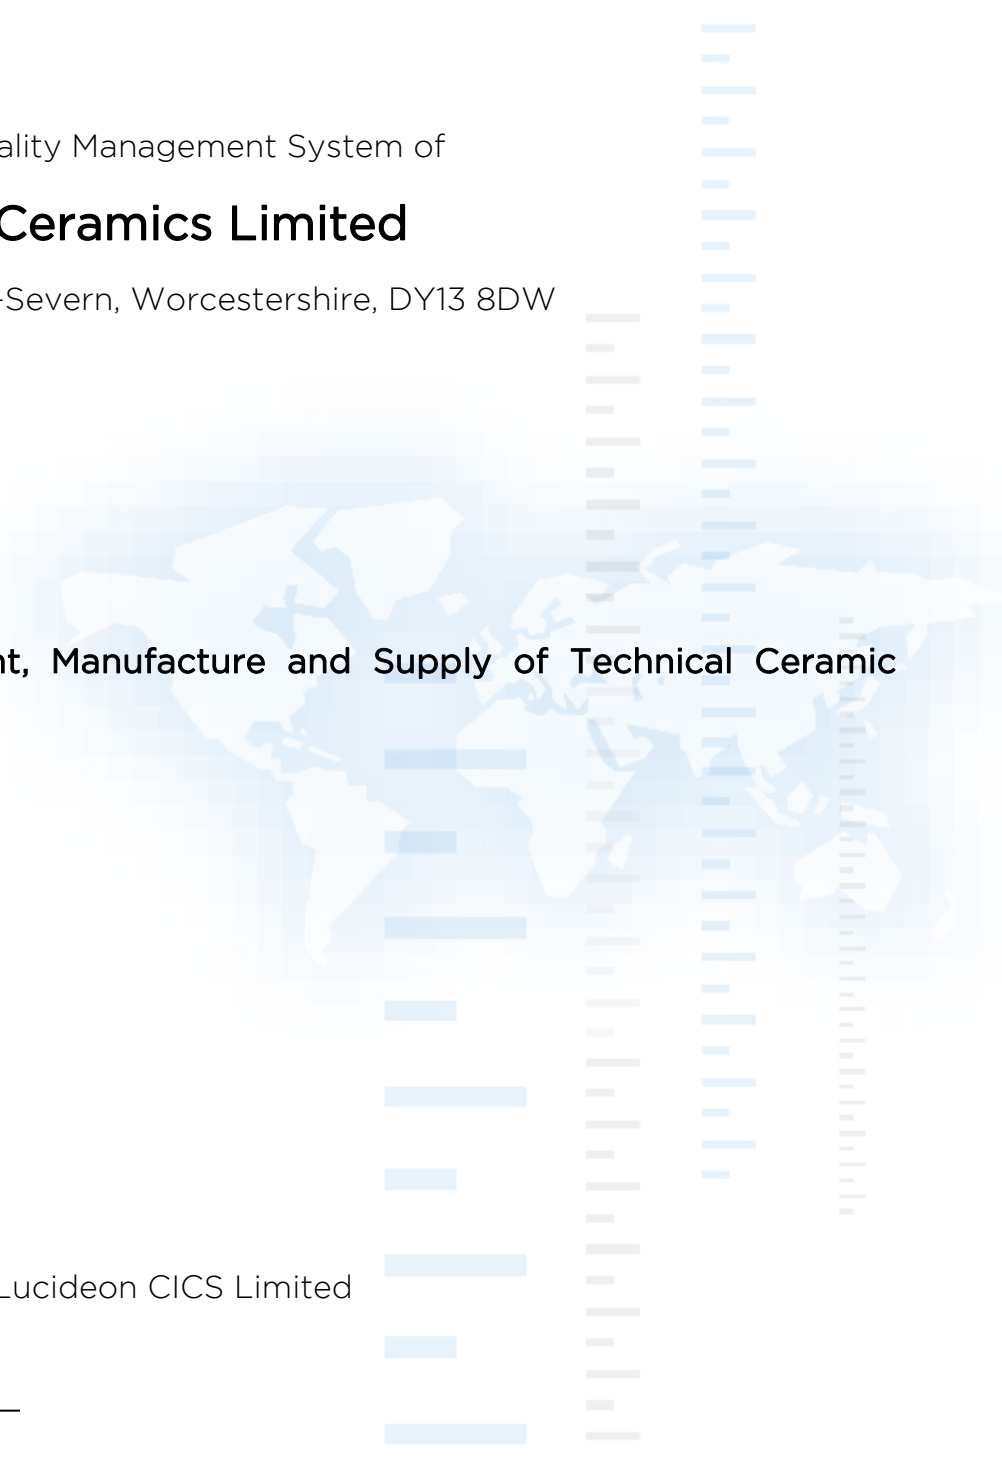 ality Management System of
Ceramics Limited
-Severn, Worcestershire, DY13 8DW
nt, Manufacture and Supply of Technical Ceramic
Lucideon CICS Limited